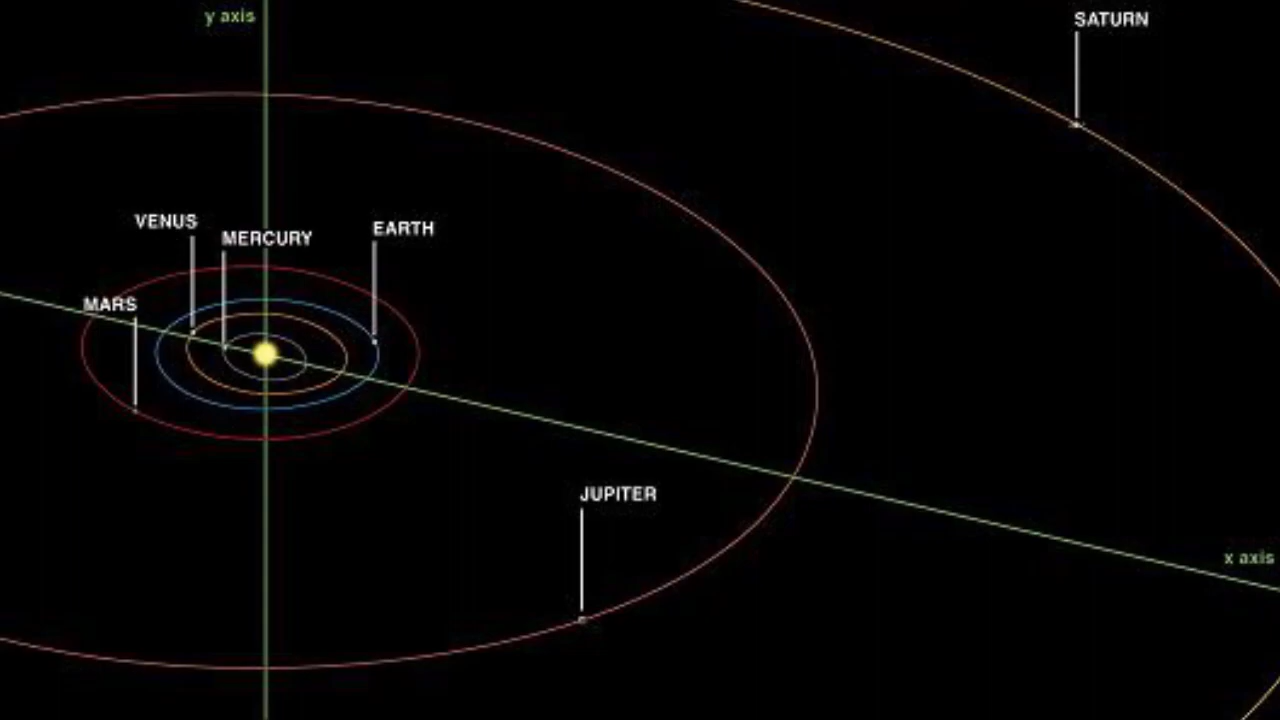 y axis
SATURN
VENUS
MERCURY
EARTH
MARS
JUPITER
x axis